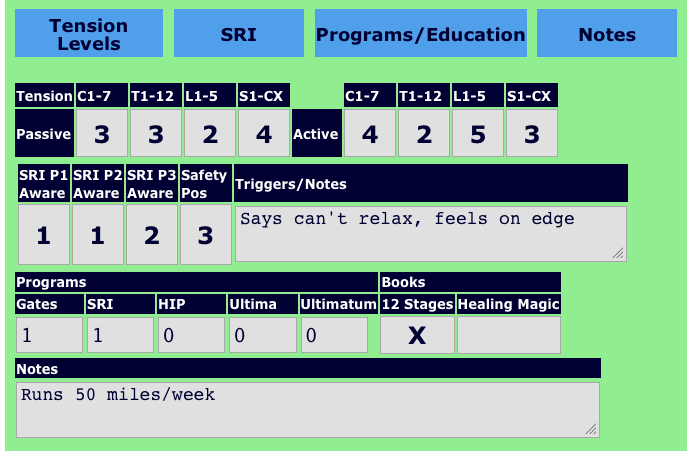 Tension Levels SRI Programs/Education Notes
Tension C1-7 T1-12 L1-5 S1-CX C1-7 T1-12 L1-5 S1-CX
Passive 3 3 2 4 Active 4 2 5 3
SRI P1 Aware SRI P2 Aware SRI P3 Aware Safety Pos Triggers/Notes
1 1 2 3 Says can't relax, feels on edge
Programs Books
Gates SRI HIP Ultima Ultimatum 12 Stages Healing Magic
1 1 0 0 0 X
Notes
Runs 50 miles/week